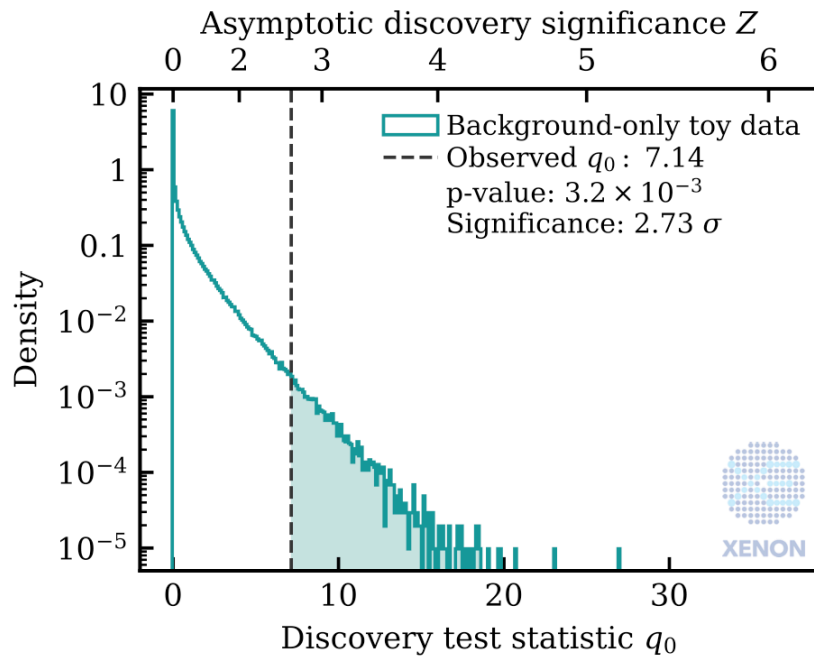 Asymptotic discovery significance Z
0 2 3 4 5 6
10
1
0.1
10⁻²
10⁻³
10⁻⁴
10⁻⁵
Density
Background-only toy data
Observed q₀ : 7.14
p-value: 3.2 × 10⁻³
Significance: 2.73 σ
XENON
0 10 20 30
Discovery test statistic q₀